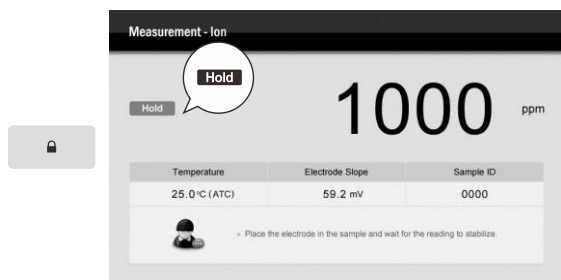 Measurement - Ion
Hold
Hold
1000 ppm
Temperature Electrode Slope Sample ID
25.0 °C (ATC) 59.2 mV 0000
Place the electrode in the sample and wait for the reading to stabilize.